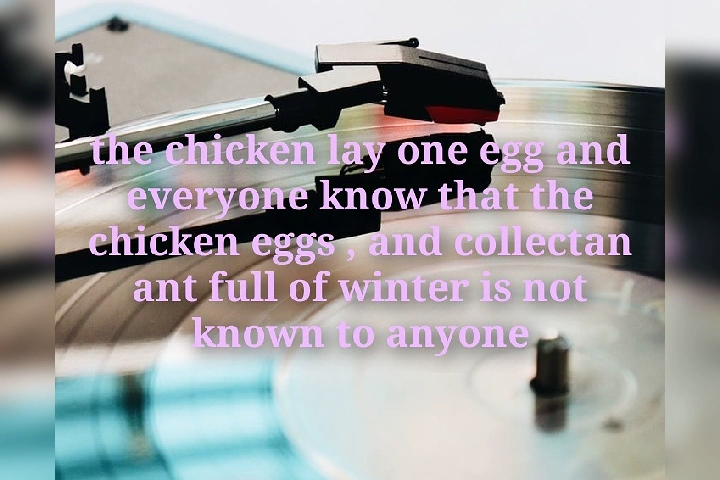 the chicken lay one egg and
everyone know that the
chicken eggs , and collectan
ant full of winter is not
known to anyone